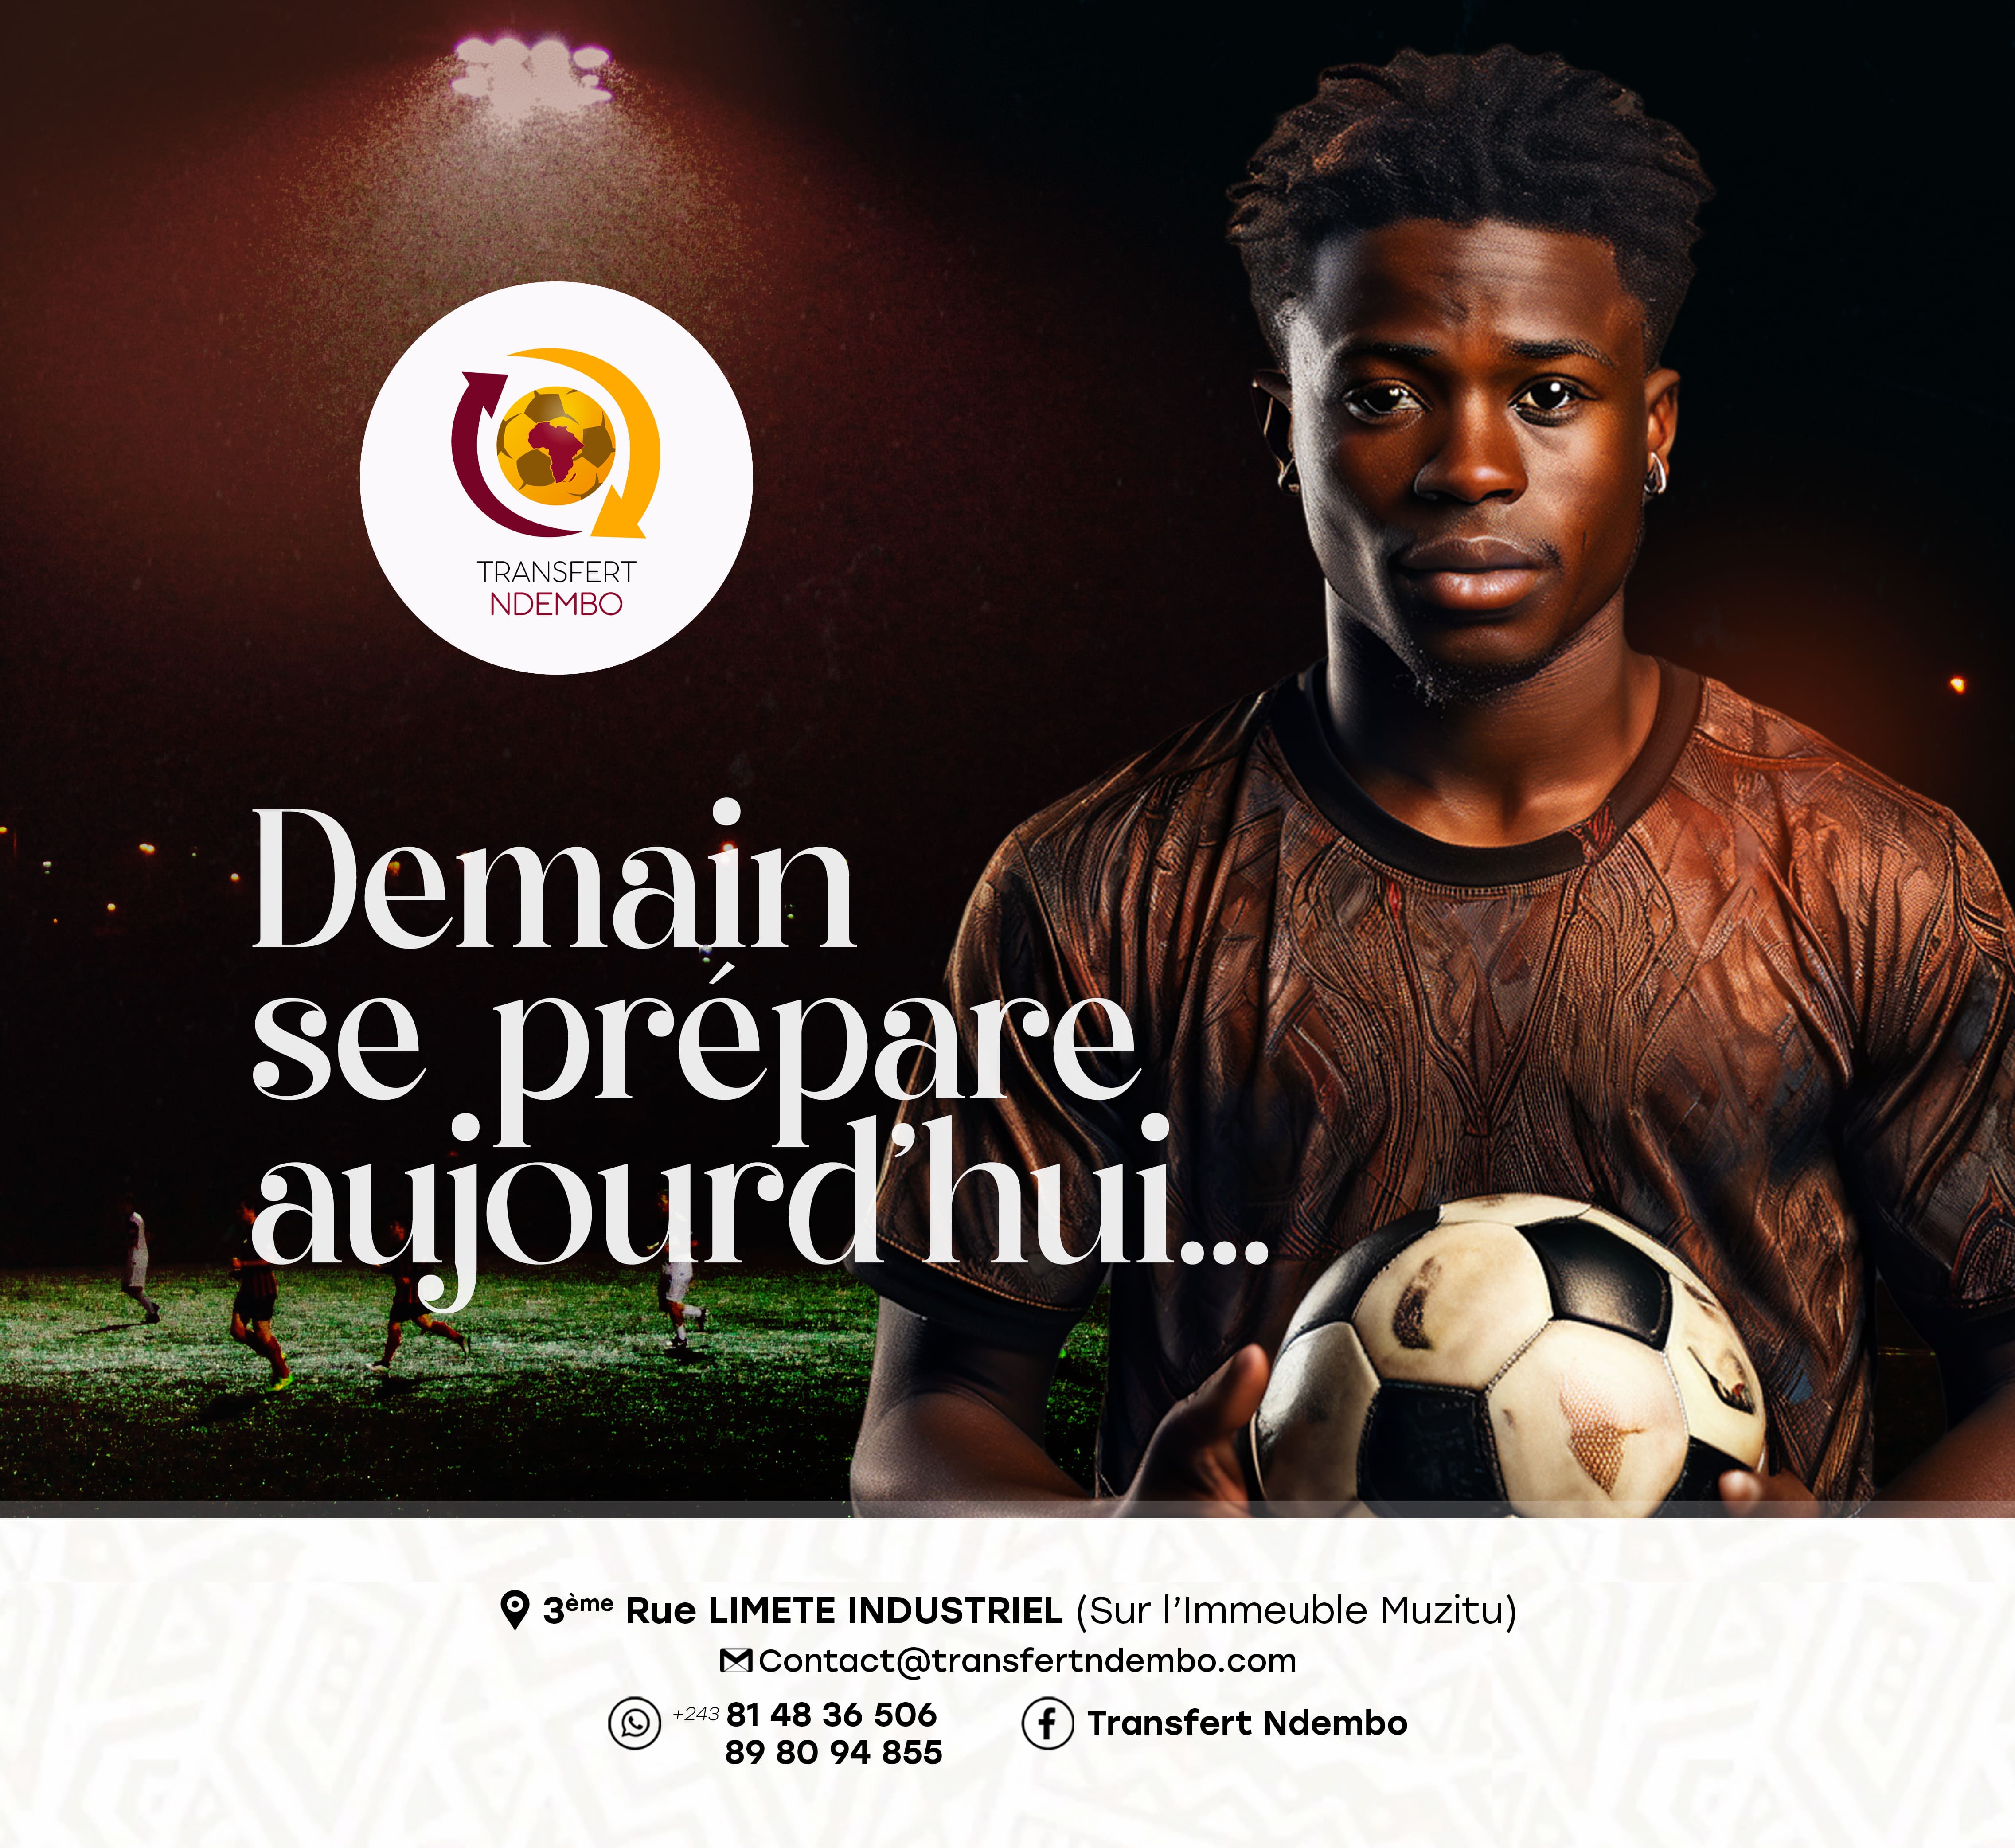 TRANSFERT
NDEMBO
Demain
se prépare
aujourd'hui...
3ème Rue LIMETE INDUSTRIEL (Sur l'Immeuble Muzitu)
Contact@transfertndembo.com
+243 81 48 36 506
89 80 94 855
Transfert Ndembo